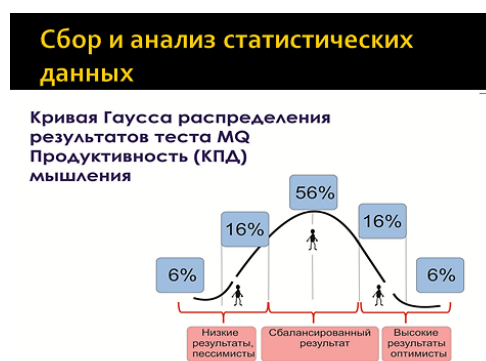 Сбор и анализ статистических
данных
Кривая Гаусса распределения
результатов теста MQ
Продуктивность (КПД)
мышления
56%
16%
16%
6%
6%
Низкие
результаты,
пессимисты
Сбалансированный
результат
Высокие
результаты
оптимисты